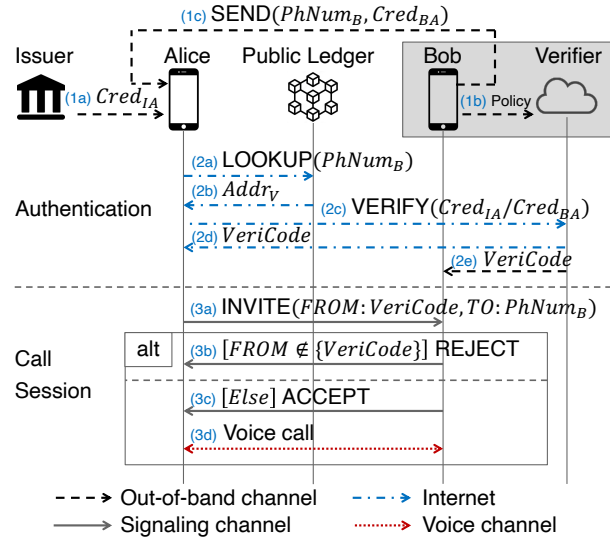 (1c) SEND(PhNum_B, Cred_BA)
Issuer Alice Public Ledger Bob Verifier
(1a) Cred_IA
(1b) Policy
(2a) LOOKUP(PhNum_B)
(2b) Addr_V
(2c) VERIFY(Cred_IA/Cred_BA)
Authentication
(2d) VeriCode
(2e) VeriCode
(3a) INVITE(FROM: VeriCode, TO: PhNum_B)
alt
(3b) [FROM ∉ {VeriCode}] REJECT
Call
Session
(3c) [Else] ACCEPT
(3d) Voice call
Out-of-band channel Internet
Signaling channel Voice channel